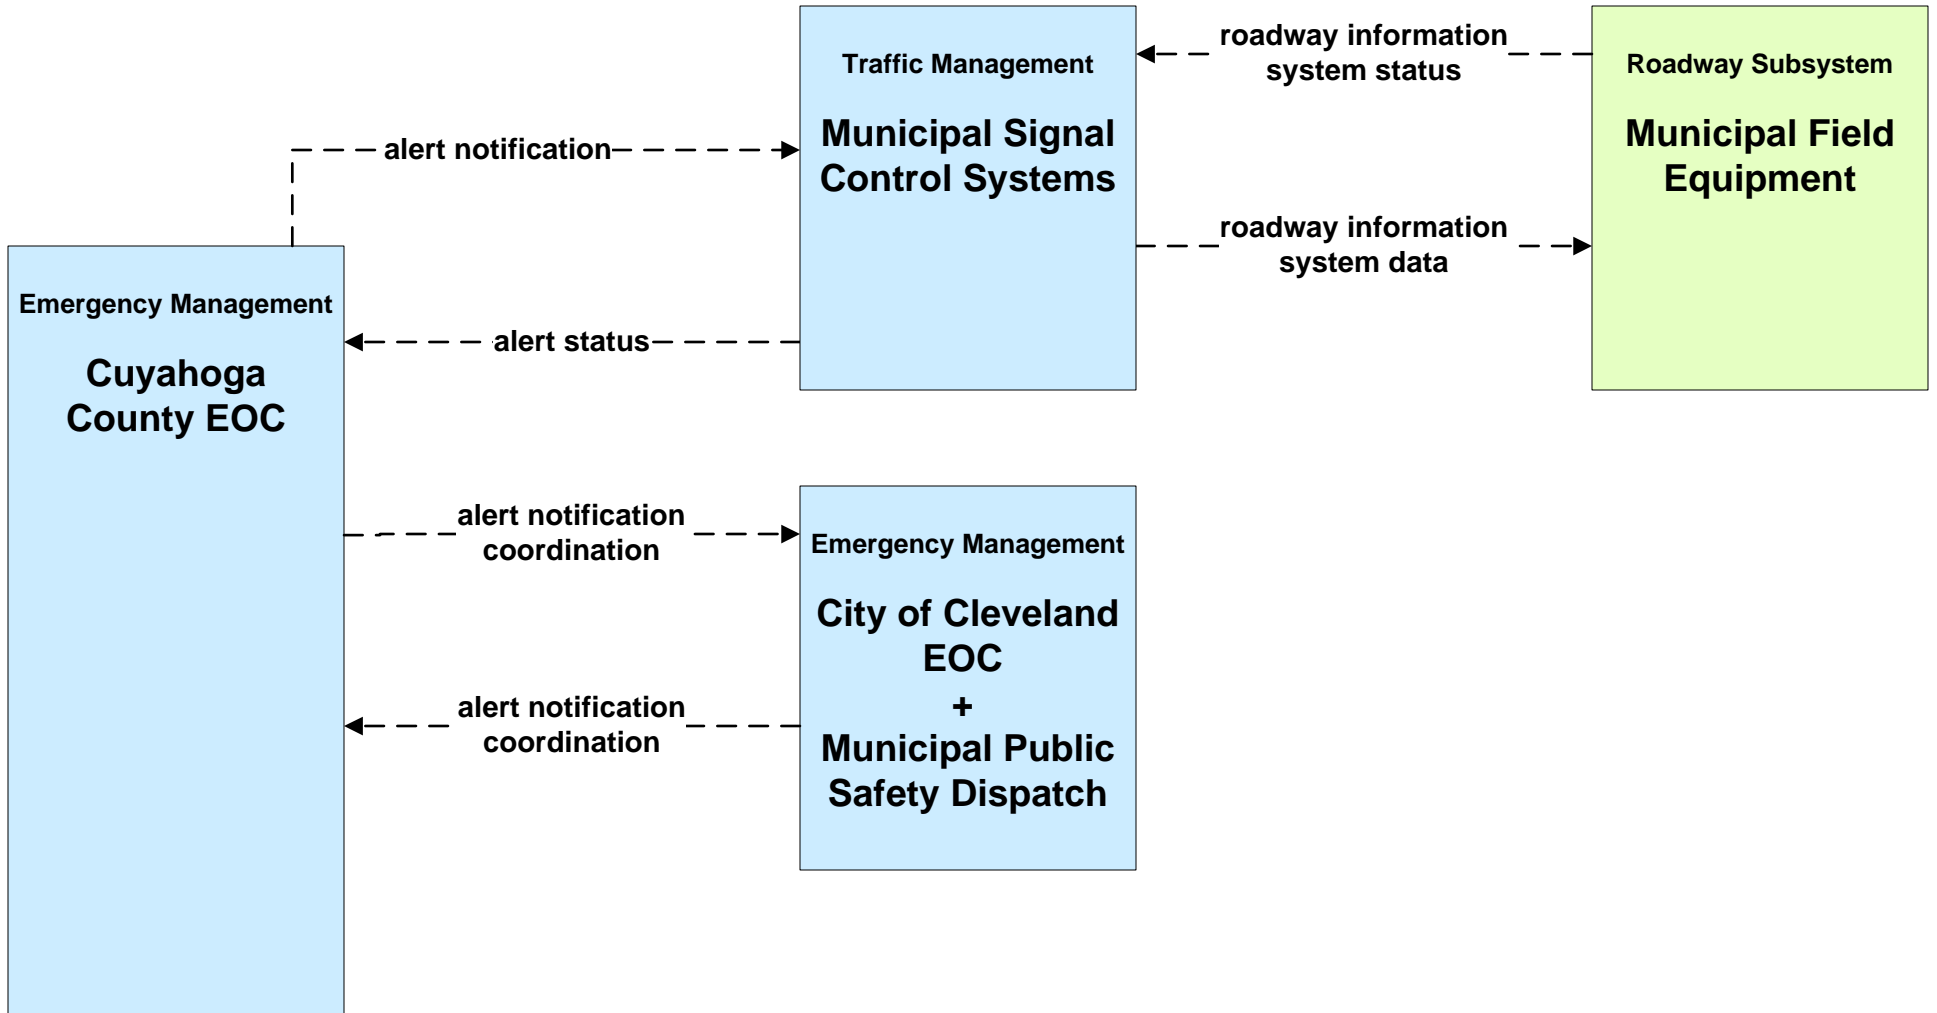 Traffic Management
Municipal Signal
Control Systems
roadway information
system status
Roadway Subsystem
Municipal Field
Equipment
alert notification
roadway information
system data
Emergency Management
Cuyahoga
County EOC
alert status
alert notification
coordination
Emergency Management
City of Cleveland
EOC
+
Municipal Public
Safety Dispatch
alert notification
coordination